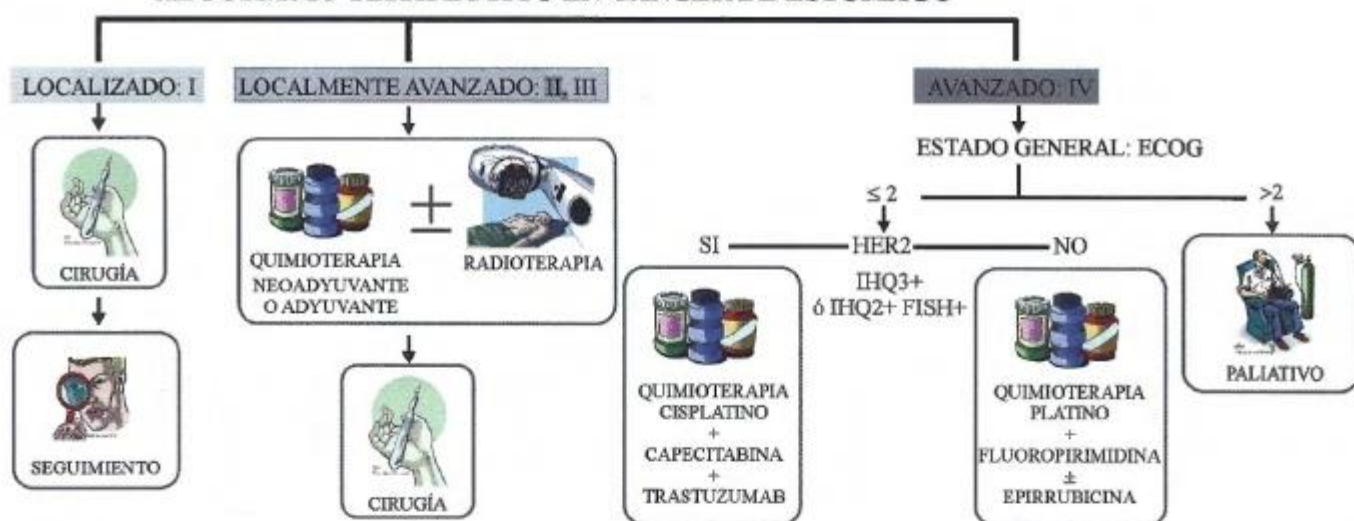 LOCALIZADO: I
LOCALMENTE AVANZADO: II, III
AVANZADO: IV
ESTADO GENERAL: ECOG
≤ 2
>2
SI
HER2
NO
IHQ3+
ó IHQ2+ FISH+
CIRUGÍA
SEGUIMIENTO
±
QUIMIOTERAPIA
NEOADYUVANTE
O ADYUVANTE
RADIOTERAPIA
CIRUGÍA
QUIMIOTERAPIA
CISPLATINO
+
CAPECITABINA
+
TRASTUZUMAB
QUIMIOTERAPIA
PLATINO
+
FLUOROPIRIMIDINA
±
EPIRRUBICINA
PALIATIVO